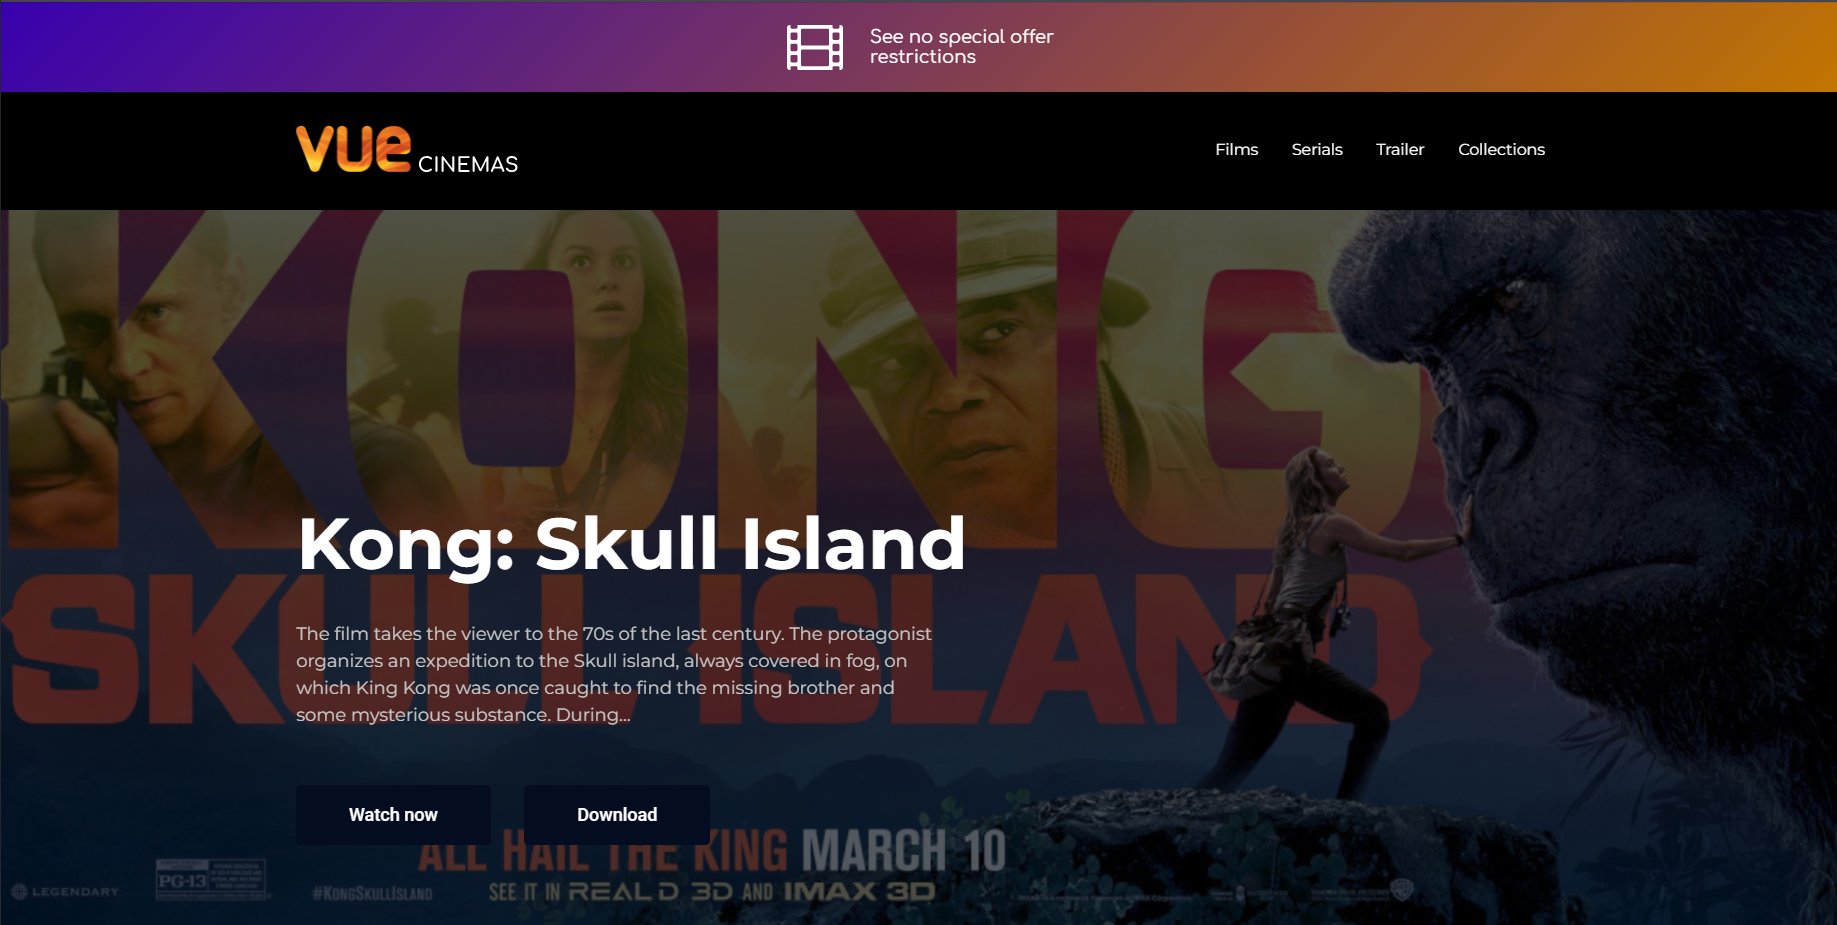 See no special offer
restrictions
vue CINEMAS
Films
Serials
Trailer
Collections
KONG
SKULL ISLAND
Kong: Skull Island
The film takes the viewer to the 70s of the last century. The protagonist
organizes an expedition to the Skull island, always covered in fog, on
which King Kong was once caught to find the missing brother and
some mysterious substance. During...
Watch now
Download
ALL HAIL THE KING MARCH 10
LEGENDARY
PG-13
#KONGSKULLISLAND
SEE IT IN REAL D 3D AND IMAX 3D